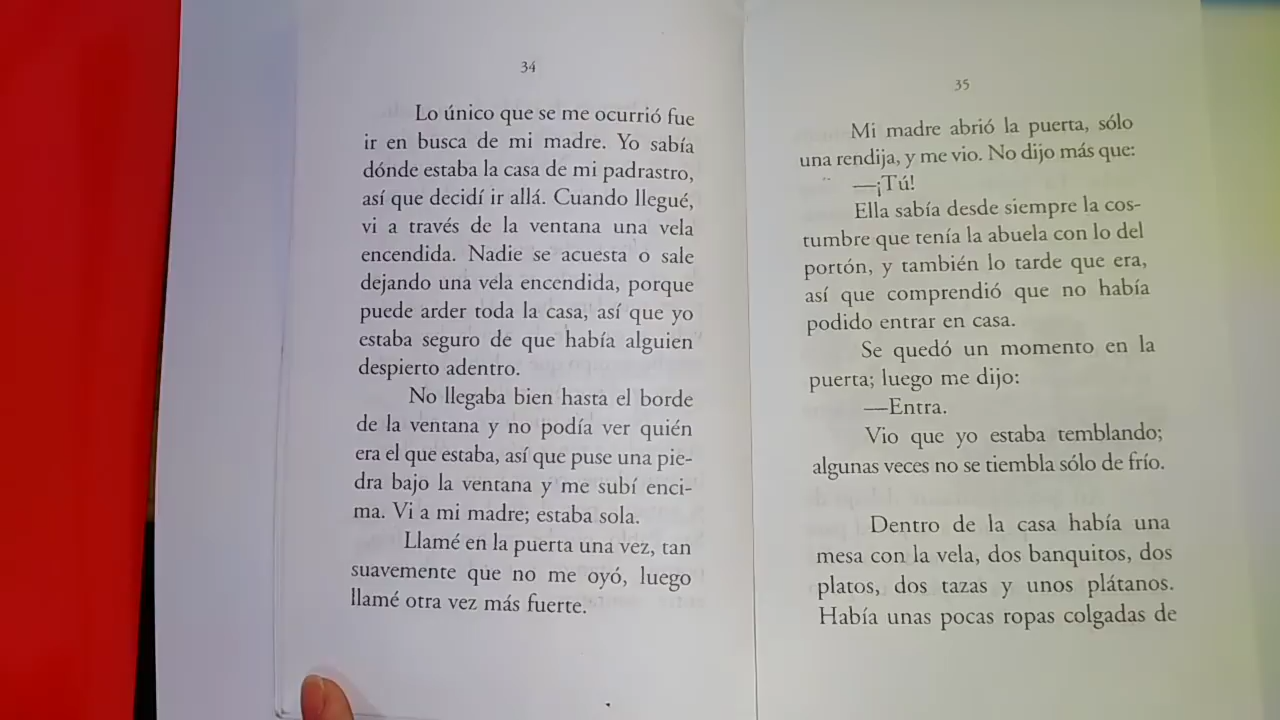 34
Lo único que se me ocurrió fue
ir en busca de mi madre. Yo sabía
dónde estaba la casa de mi padrastro,
así que decidí ir allá. Cuando llegué,
vi a través de la ventana una vela
encendida. Nadie se acuesta o sale
dejando una vela encendida, porque
puede arder toda la casa, así que yo
estaba seguro de que había alguien
despierto adentro.
No llegaba bien hasta el borde
de la ventana y no podía ver quién
era el que estaba, así que puse una pie-
dra bajo la ventana y me subí enci-
ma. Vi a mi madre; estaba sola.
Llamé en la puerta una vez, tan
suavemente que no me oyó, luego
llamé otra vez más fuerte.
35
Mi madre abrió la puerta, sólo
una rendija, y me vio. No dijo más que:
—¡Tú!
Ella sabía desde siempre la cos-
tumbre que tenía la abuela con lo del
portón, y también lo tarde que era,
así que comprendió que no había
podido entrar en casa.
Se quedó un momento en la
puerta; luego me dijo:
—Entra.
Vio que yo estaba temblando;
algunas veces no se tiembla sólo de frío.
Dentro de la casa había una
mesa con la vela, dos banquitos, dos
platos, dos tazas y unos plátanos.
Había unas pocas ropas colgadas de